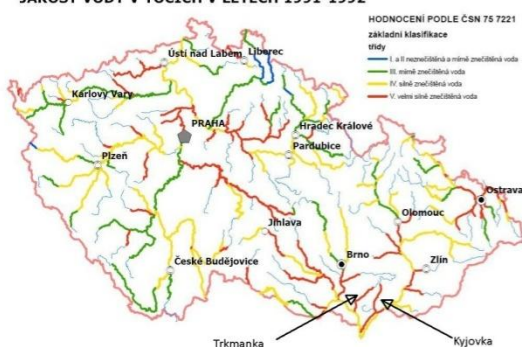 JAKOST VODY V TOCÍCH V LETECH 1991-1992
HODNOCENÍ PODLE ČSN 75 7221
základní klasifikace
třídy
I. a II neznečištěná a mírně znečištěná voda
III. mírně znečištěná voda
IV. silně znečištěná voda
V. velmi silně znečištěná voda
Ústí nad Labem
Liberec
Karlovy Vary
PRAHA
Hradec Králové
Pardubice
Plzeň
Ostrava
Olomouc
Jihlava
Brno
Zlín
České Budějovice
Trkmanka
Kyjovka